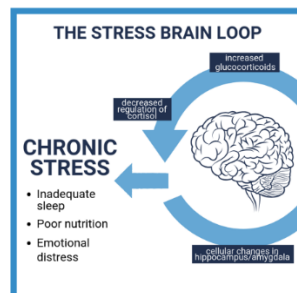 THE STRESS BRAIN LOOP
increased
glucocorticoids
decreased
regulation of
cortisol
CHRONIC
STRESS
• Inadequate
sleep
• Poor nutrition
• Emotional
distress
cellular changes in
hippocampus/amygdala